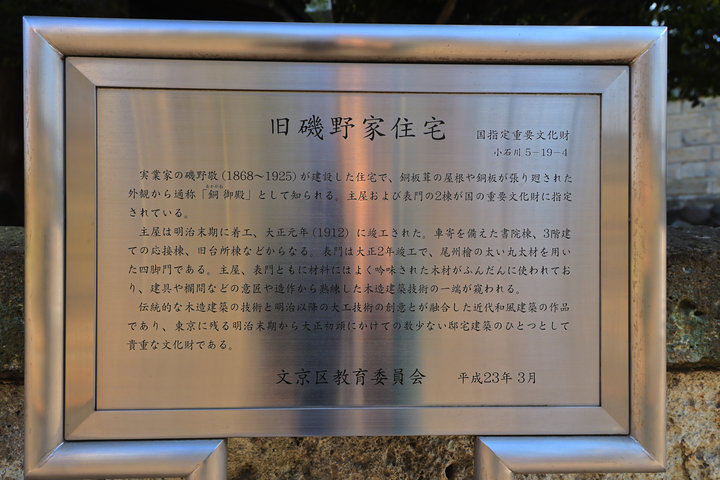 旧磯野家住宅
国指定重要文化財
小石川 5-19-4
実業家の磯野敬 (1868〜1925) が建設した住宅で、銅板葺の屋根や銅板が張り廻された
外観から通称「銅御殿」として知られる。主屋および表門の2棟が国の重要文化財に指定
されている。
主屋は明治末期に着工、大正元年 (1912) に竣工された。車寄を備えた書院棟、3階建
ての応接棟、旧台所棟などからなる。表門は大正2年竣工で、尾州檜の太い丸太材を用い
た四脚門である。主屋、表門ともに材料にはよく吟味された木材がふんだんに使われてお
り、建具や欄間などの意匠や造作から熟練した木造建築技術の一端が窺われる。
伝統的な木造建築の技術と明治以降の大工技術の創意とが融合した近代和風建築の作品
であり、東京に残る明治末期から大正初頭にかけての数少ない邸宅建築のひとつとして
貴重な文化財である。
文京区教育委員会 平成23年 3月